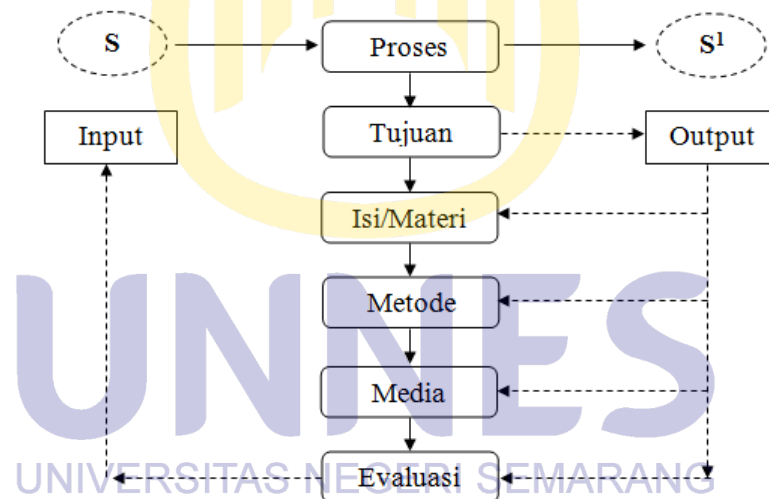 S Proses S¹
Input Tujuan Output
Isi/Materi
Metode
UNNES
Media
Evaluasi
UNIVERSITAS NEGERI SEMARANG